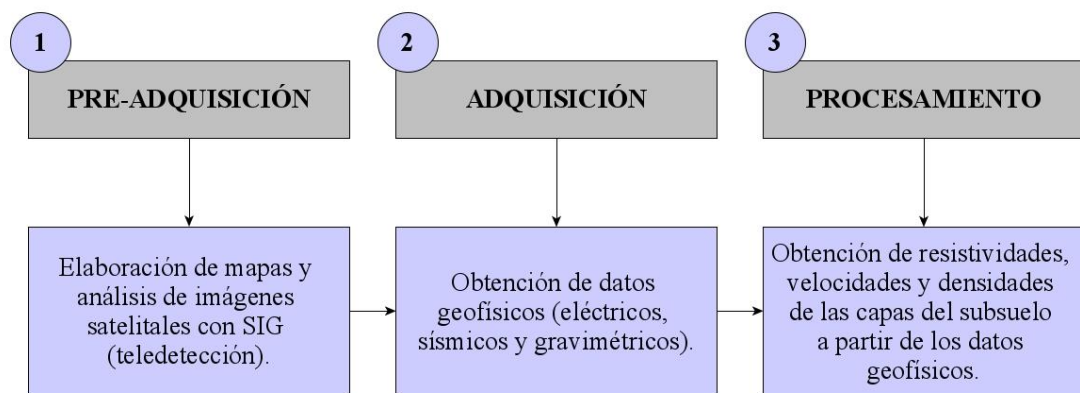 1
PRE-ADQUISICIÓN
Elaboración de mapas y
análisis de imágenes
satelitales con SIG
(teledetección).
2
ADQUISICIÓN
Obtención de datos
geofísicos (eléctricos,
sísmicos y gravimétricos).
3
PROCESAMIENTO
Obtención de resistividades,
velocidades y densidades
de las capas del subsuelo
a partir de los datos
geofísicos.